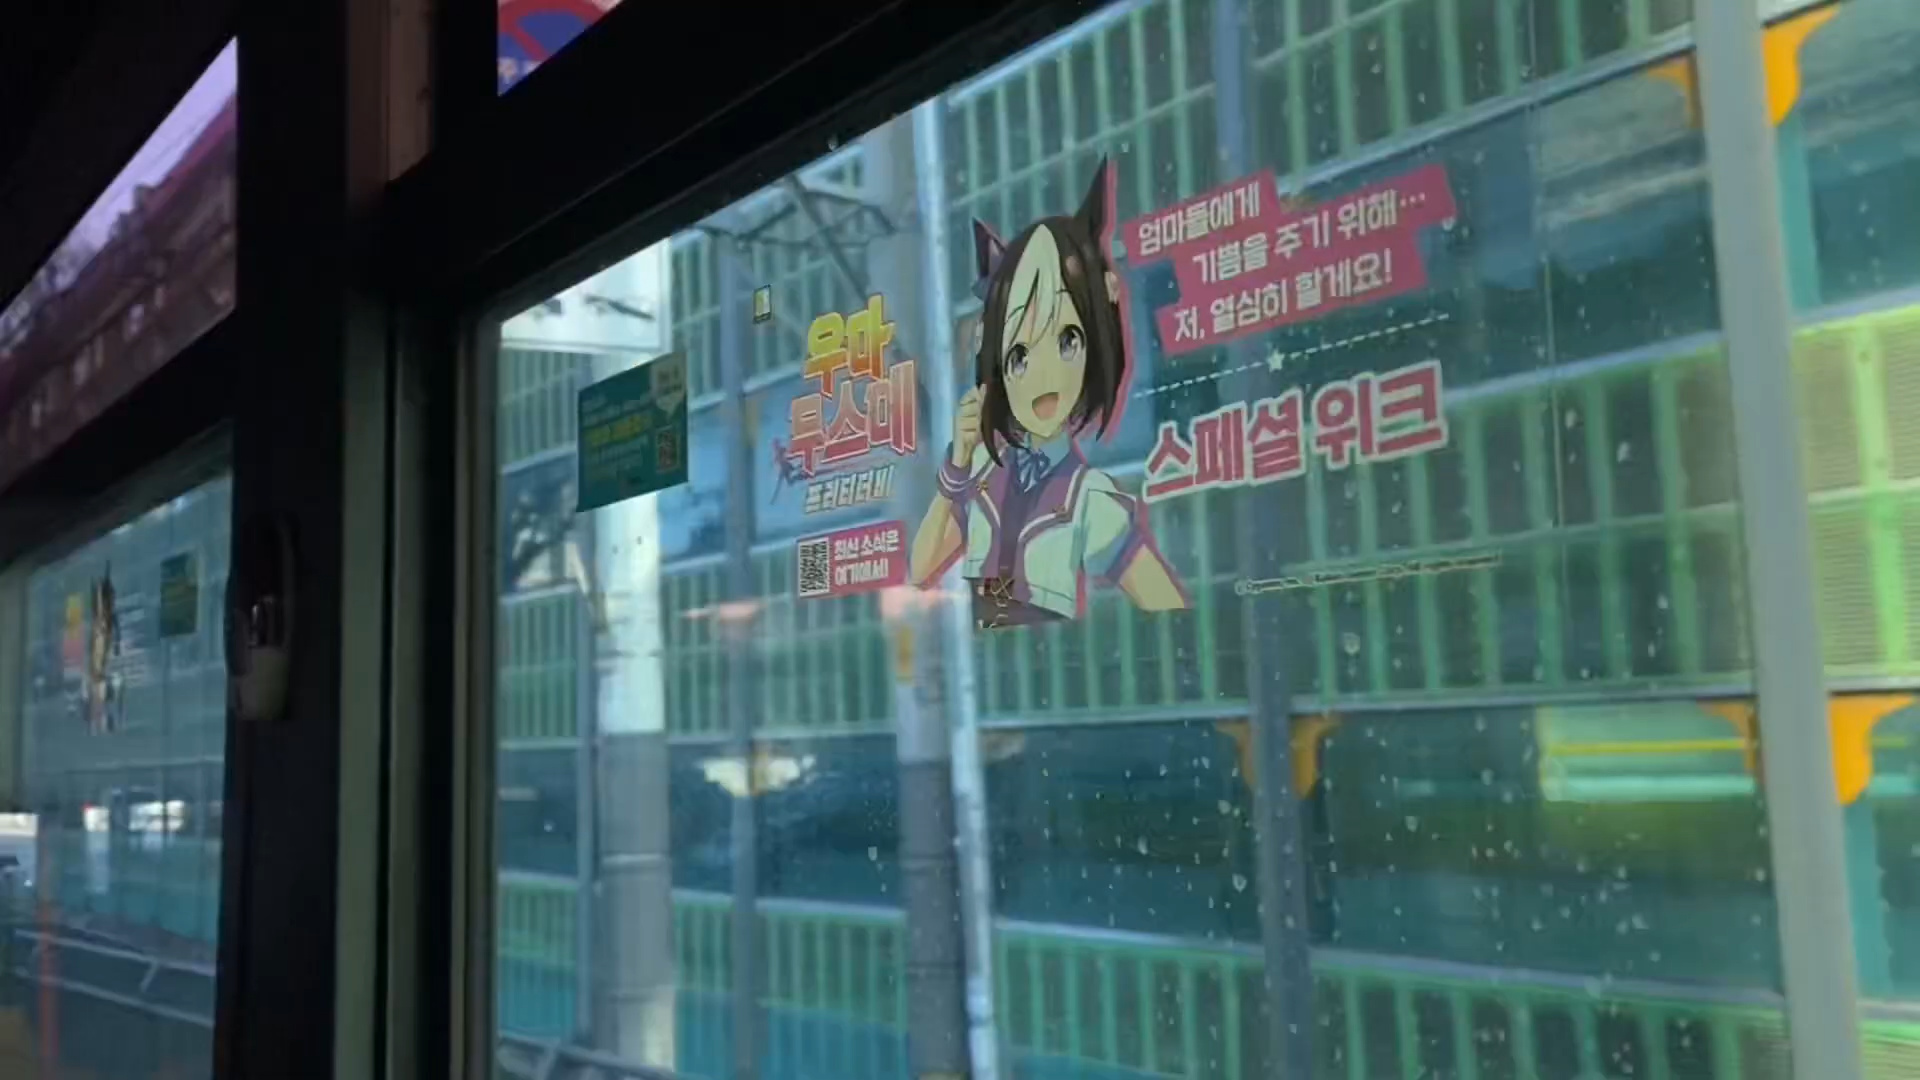 우마
무스메
프리티 더비
최신 소식은
여기에서!
엄마들에게
기쁨을 주기 위해…
저, 열심히 할게요!
스페셜 위크